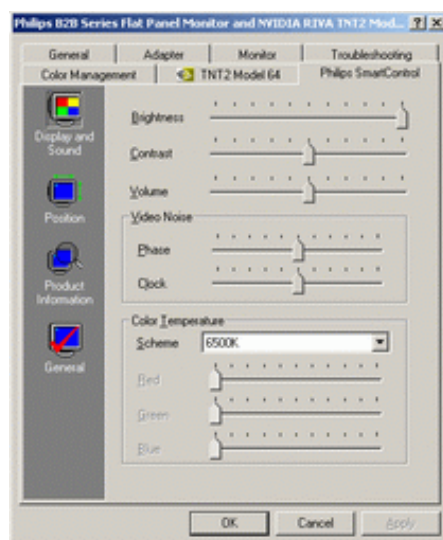 Philips B2B Series Flat Panel Monitor and NVIDIA RIVA TNT2 Mod...
General Adapter Monitor Troubleshooting
Color Management TNT2 Model 64 Philips SmartControl
Display and
Sound
Position
Product
Information
General
Brightness
Contrast
Volume
Video Noise
Phase
Clock
Color Temperature
Scheme 6500K
Red
Green
Blue
OK Cancel Apply